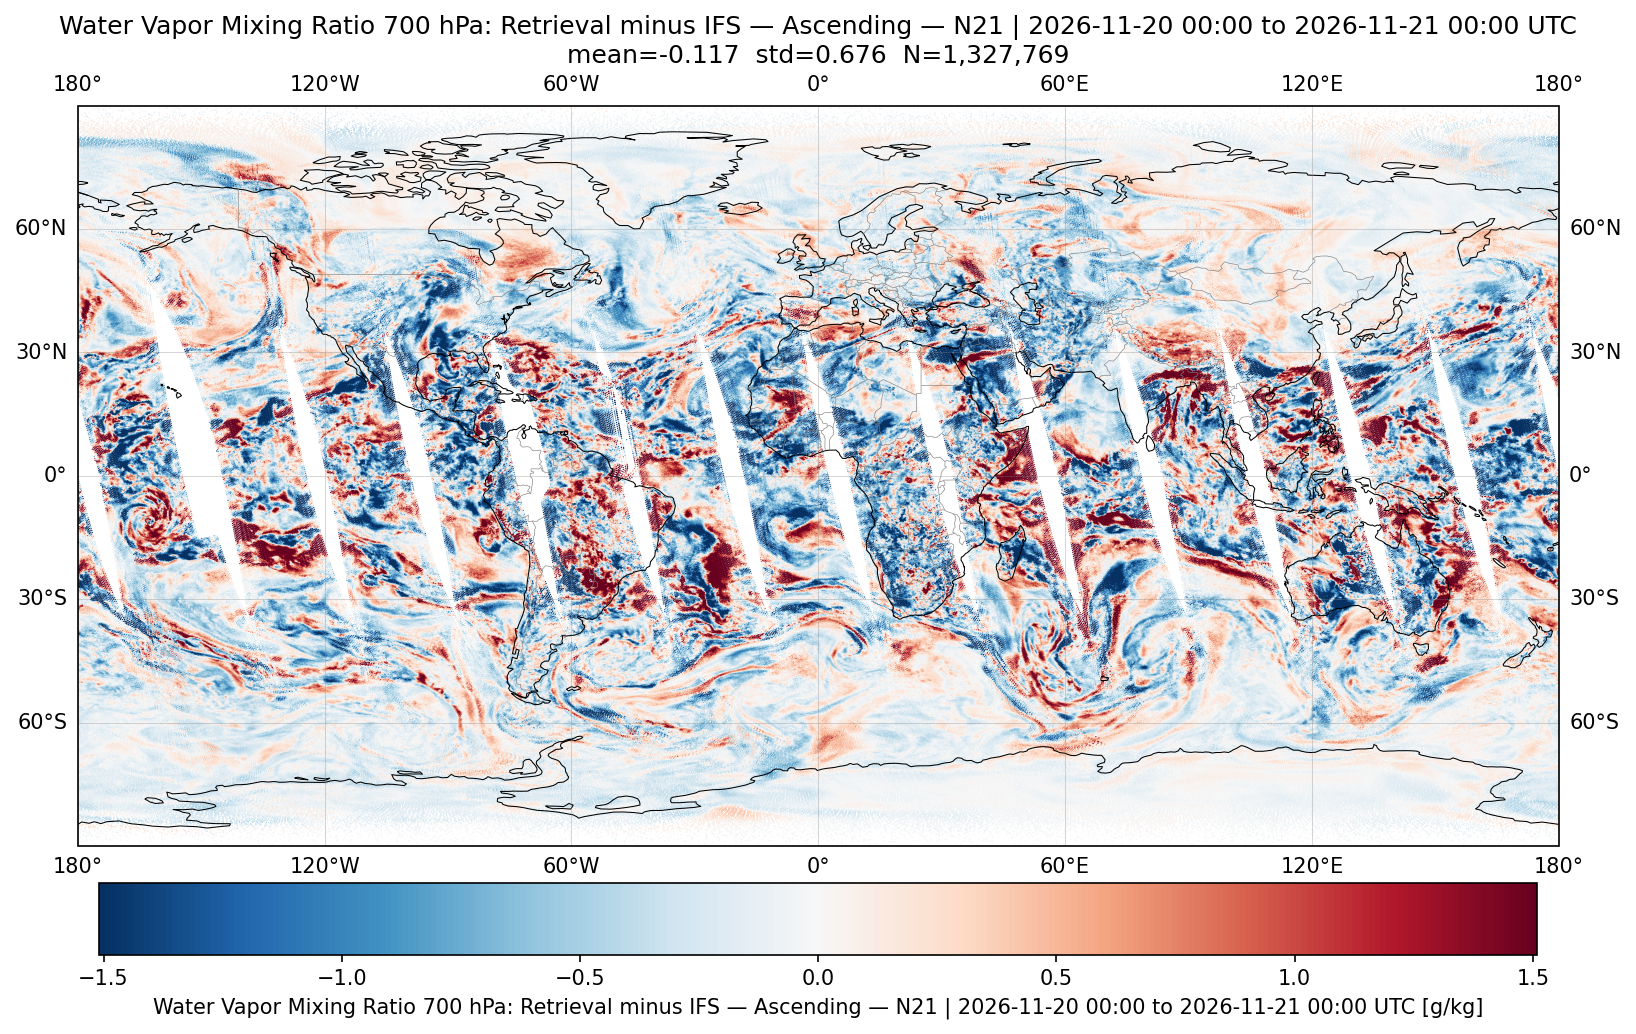 Water Vapor Mixing Ratio 700 hPa: Retrieval minus IFS — Ascending — N21 | 2026-11-20 00:00 to 2026-11-21 00:00 UTC
mean=-0.117  std=0.676  N=1,327,769
180° 120°W 60°W 0° 60°E 120°E 180°
60°N 60°N
30°N 30°N
0° 0°
30°S 30°S
60°S 60°S
180° 120°W 60°W 0° 60°E 120°E 180°
−1.5 −1.0 −0.5 0.0 0.5 1.0 1.5
Water Vapor Mixing Ratio 700 hPa: Retrieval minus IFS — Ascending — N21 | 2026-11-20 00:00 to 2026-11-21 00:00 UTC [g/kg]